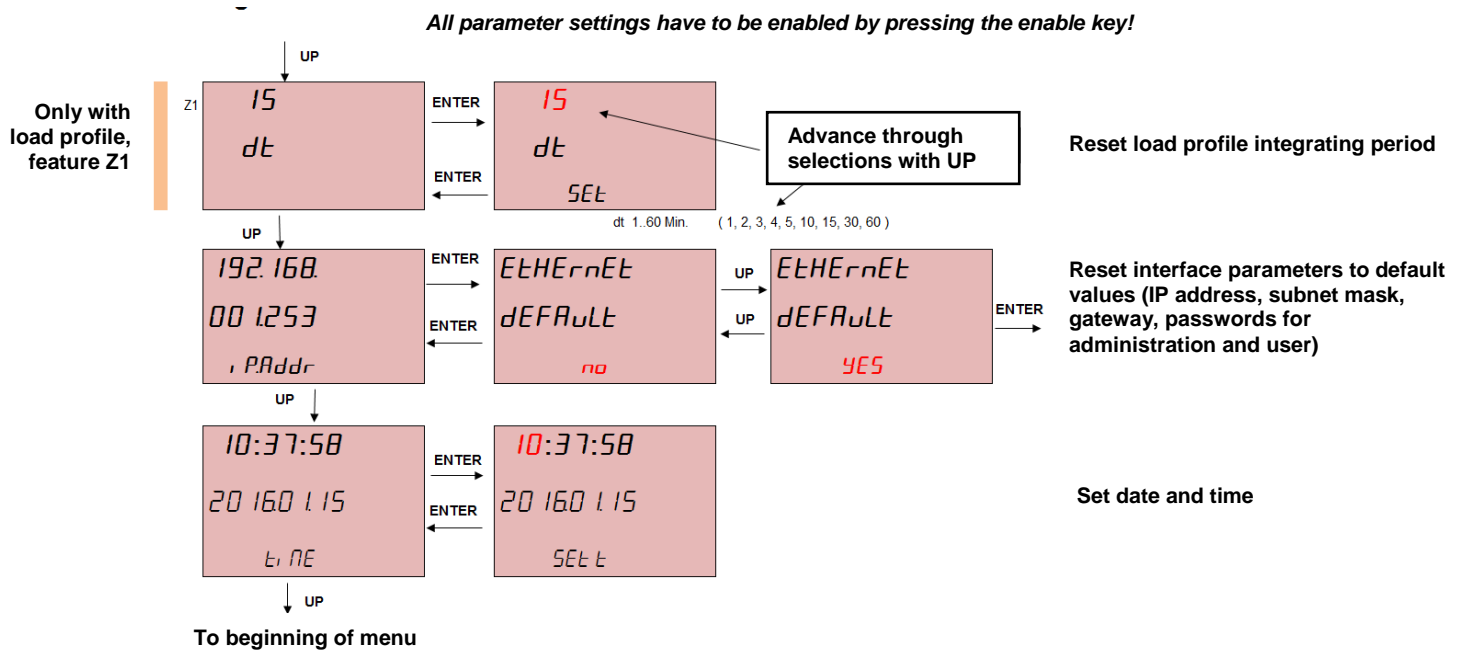 All parameter settings have to be enabled by pressing the enable key!
UP
Only with
load profile,
feature Z1
Z1
15
dt
ENTER
ENTER
15
dt
SEt
Advance through
selections with UP
Reset load profile integrating period
dt 1..60 Min. ( 1, 2, 3, 4, 5, 10, 15, 30, 60 )
UP
192.168.
001.253
iP.Addr
ENTER
ENTER
EtHErnEt
dEFAuLt
no
UP
UP
EtHErnEt
dEFAuLt
yES
ENTER
Reset interface parameters to default
values (IP address, subnet mask,
gateway, passwords for
administration and user)
UP
10:37:58
2016.01.15
tiME
ENTER
ENTER
10:37:58
2016.01.15
SEt t
Set date and time
UP
To beginning of menu